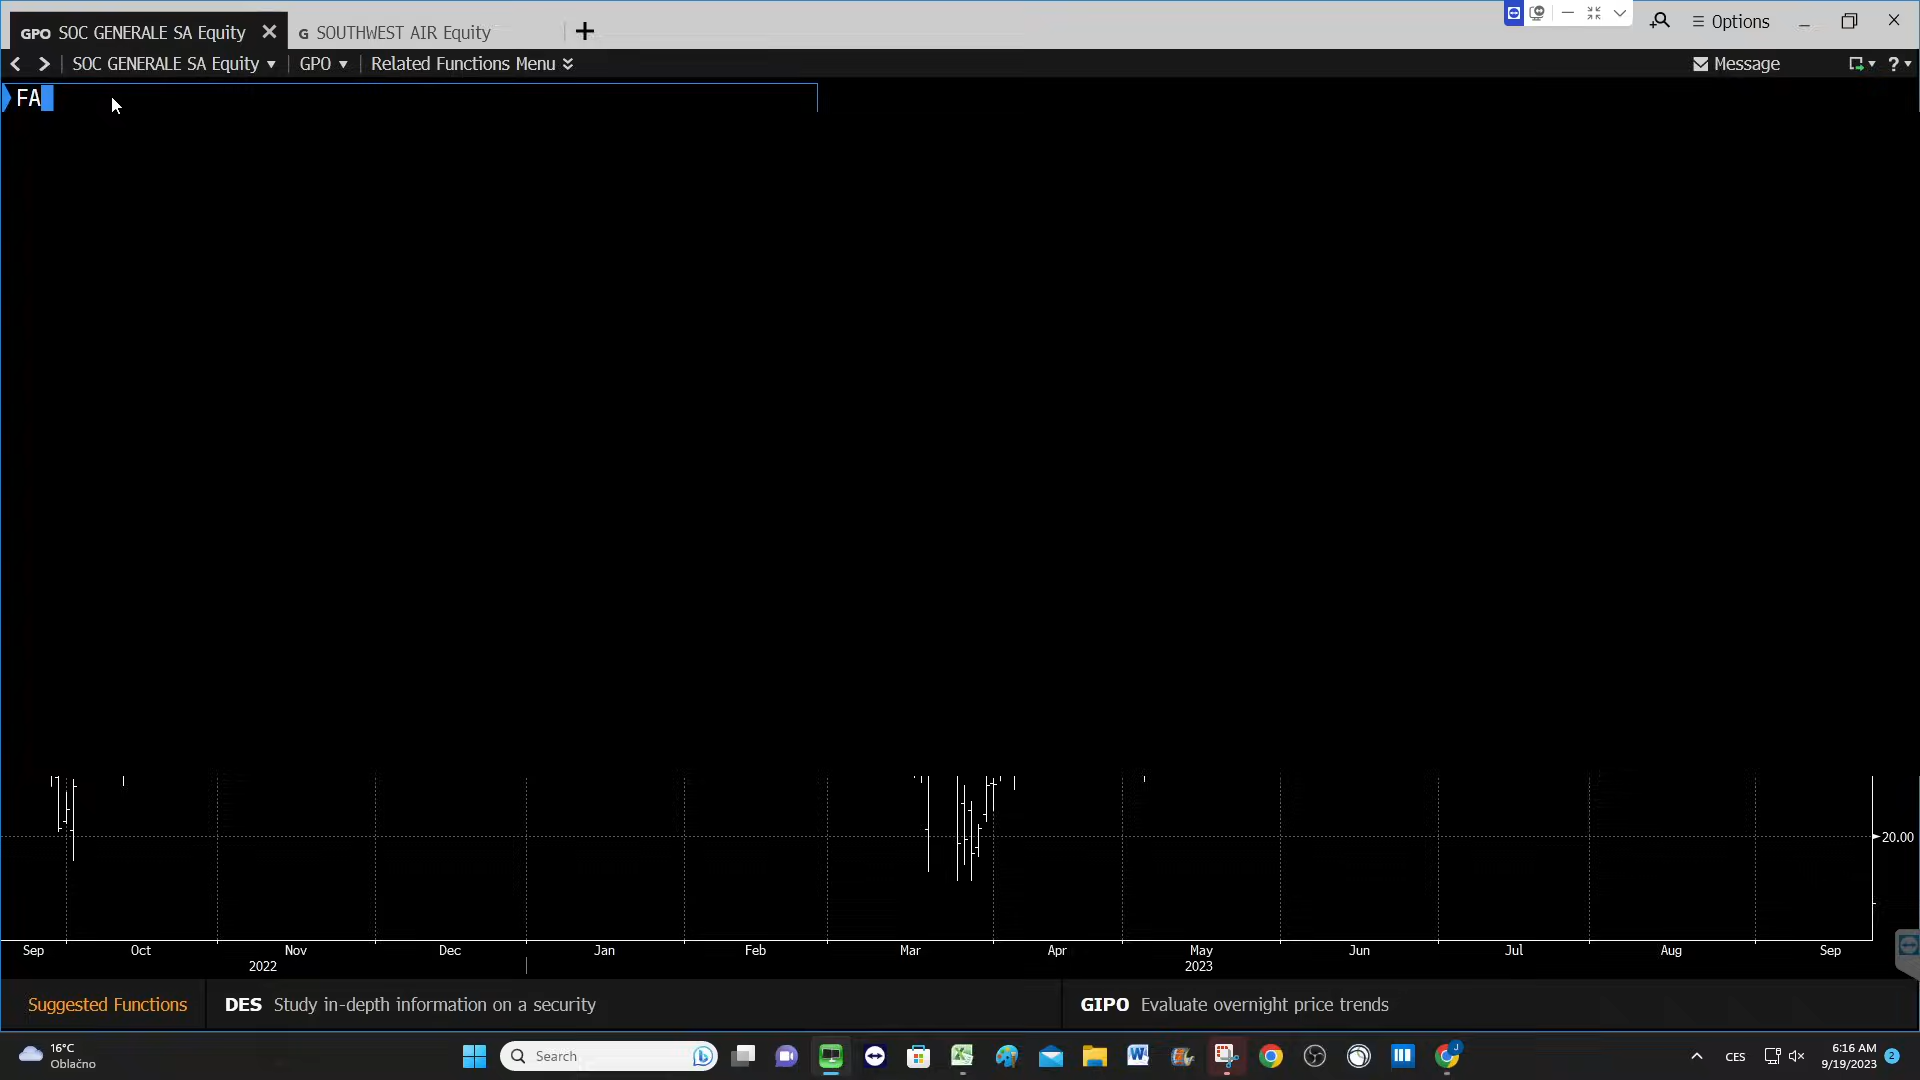 GPO SOC GENERALE SA Equity
G SOUTHWEST AIR Equity
Options
SOC GENERALE SA Equity
GPO
Related Functions Menu
Message
?
FA
20.00
Sep Oct Nov Dec Jan Feb Mar Apr May Jun Jul Aug Sep
2022 2023
Suggested Functions
DES Study in-depth information on a security
GIPO Evaluate overnight price trends
16°C
Oblačno
Search
CES
6:16 AM
9/19/2023
2